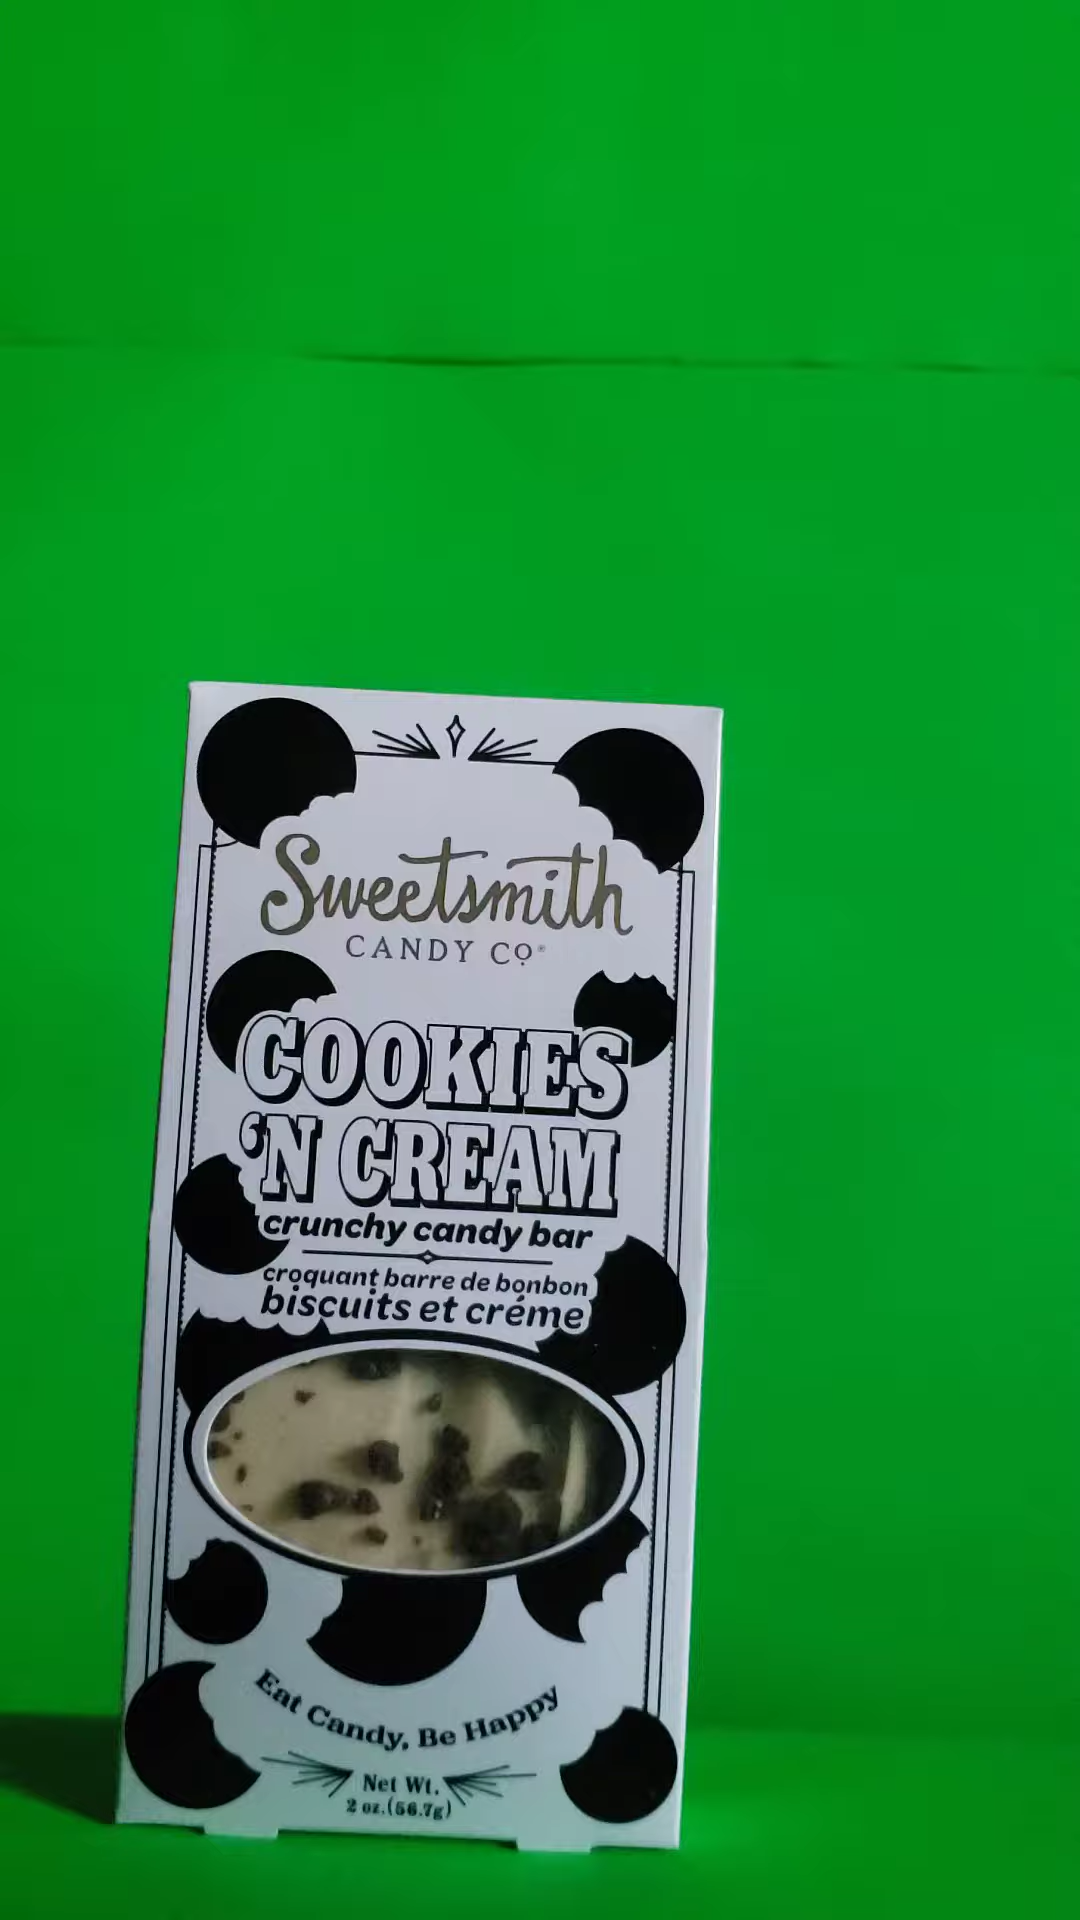 Sweetsmith
CANDY CO®
COOKIES
'N CREAM
crunchy candy bar
croquant barre de bonbon
biscuits et créme
Eat Candy, Be Happy
Net Wt.
2 oz.(56.7g)